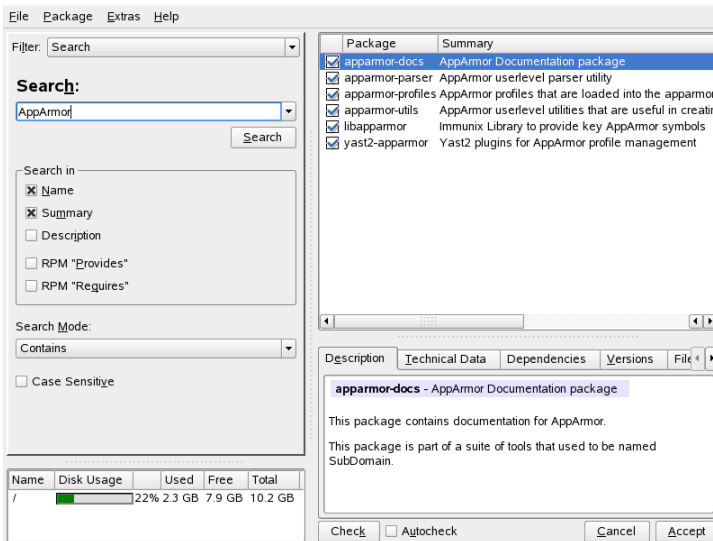 File Package Extras Help
Filter: Search
Search:
AppArmor
Search
Search in
Name
Summary
Description
RPM "Provides"
RPM "Requires"
Search Mode:
Contains
Case Sensitive
Name Disk Usage Used Free Total
/ 22% 2.3 GB 7.9 GB 10.2 GB
Package Summary
apparmor-docs AppArmor Documentation package
apparmor-parser AppArmor userlevel parser utility
apparmor-profiles AppArmor profiles that are loaded into the apparmor
apparmor-utils AppArmor userlevel utilities that are useful in creatin
libapparmor Immunix Library to provide key AppArmor symbols
yast2-apparmor Yast2 plugins for AppArmor profile management
Description Technical Data Dependencies Versions File
apparmor-docs - AppArmor Documentation package
This package contains documentation for AppArmor.
This package is part of a suite of tools that used to be named
SubDomain.
Check Autocheck Cancel Accept